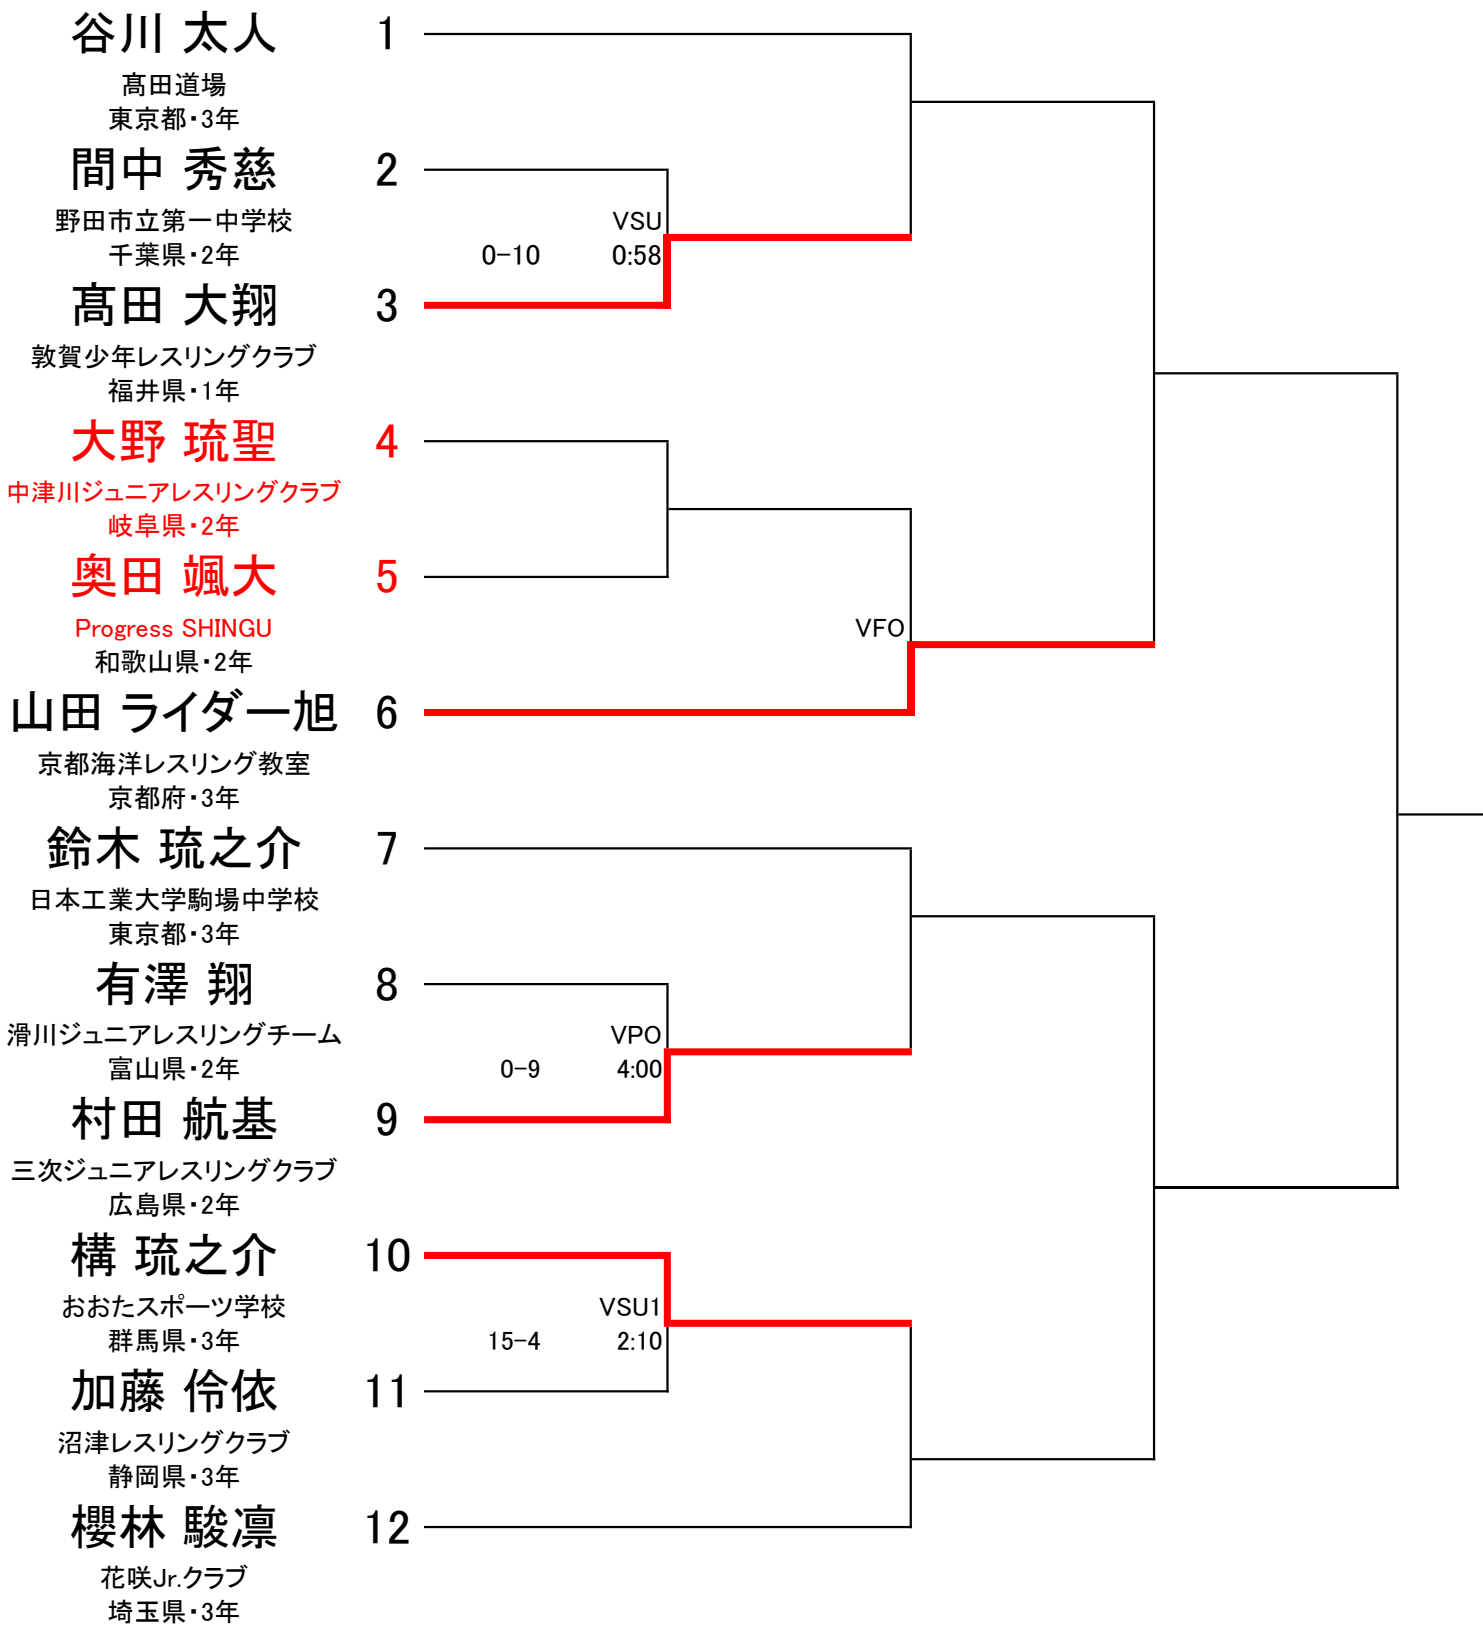 谷川 太人 1
髙田道場
東京都・3年
間中 秀慈 2
野田市立第一中学校 VSU
千葉県・2年 0-10 0:58
髙田 大翔 3
敦賀少年レスリングクラブ
福井県・1年
大野 琉聖 4
中津川ジュニアレスリングクラブ
岐阜県・2年
奥田 颯大 5
Progress SHINGU VFO
和歌山県・2年
山田 ライダー旭 6
京都海洋レスリング教室
京都府・3年
鈴木 琉之介 7
日本工業大学駒場中学校
東京都・3年
有澤 翔 8
滑川ジュニアレスリングチーム VPO
富山県・2年 0-9 4:00
村田 航基 9
三次ジュニアレスリングクラブ
広島県・2年
構 琉之介 10
おおたスポーツ学校 VSU1
群馬県・3年 15-4 2:10
加藤 伶依 11
沼津レスリングクラブ
静岡県・3年
櫻林 駿凛 12
花咲Jr.クラブ
埼玉県・3年